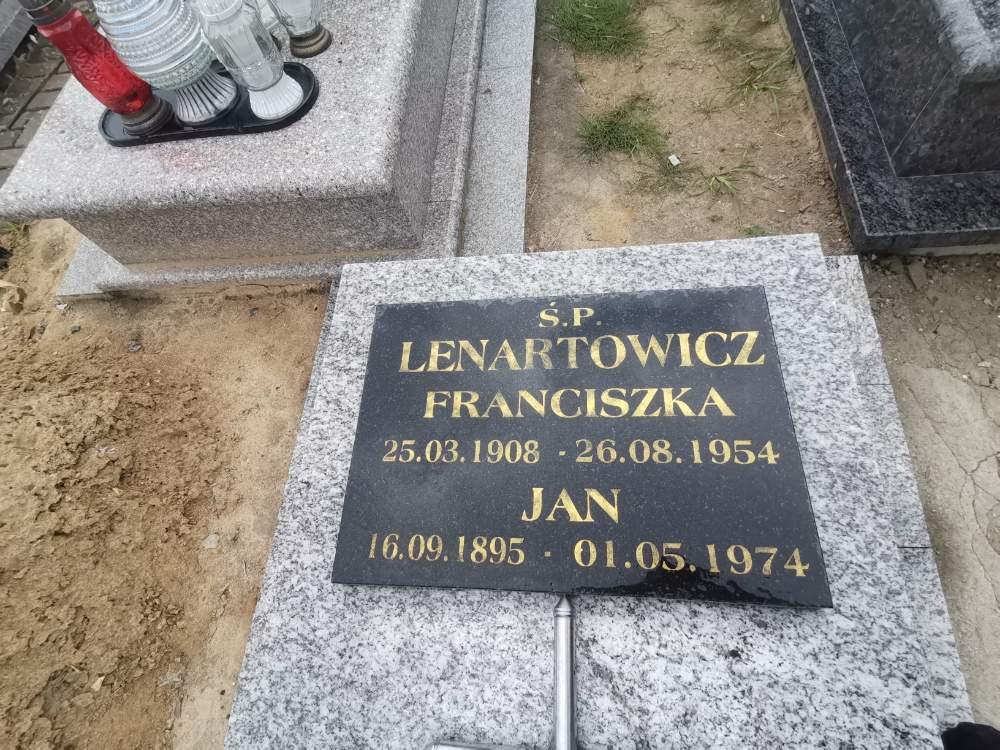 Ś.P.
LENARTOWICZ
FRANCISZKA
25.03.1908 - 26.08.1954
JAN
16.09.1895 - 01.05.1974